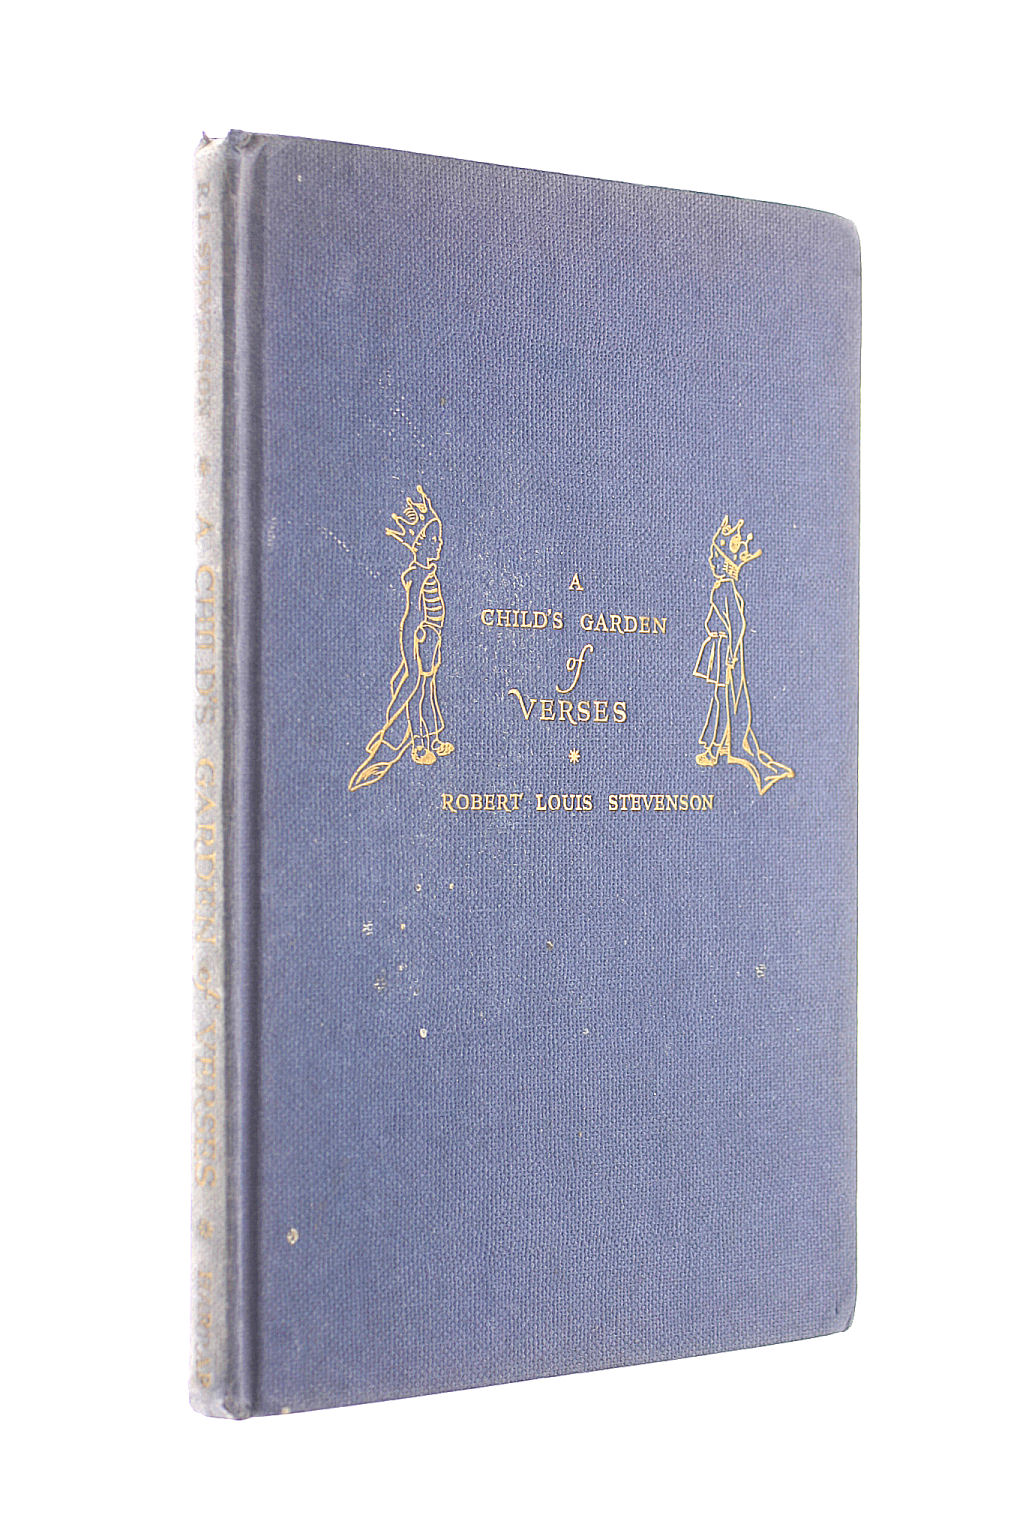 A
CHILD'S GARDEN
of
VERSES
*
ROBERT LOUIS STEVENSON
R. L. STEVENSON * A CHILD'S GARDEN of VERSES *